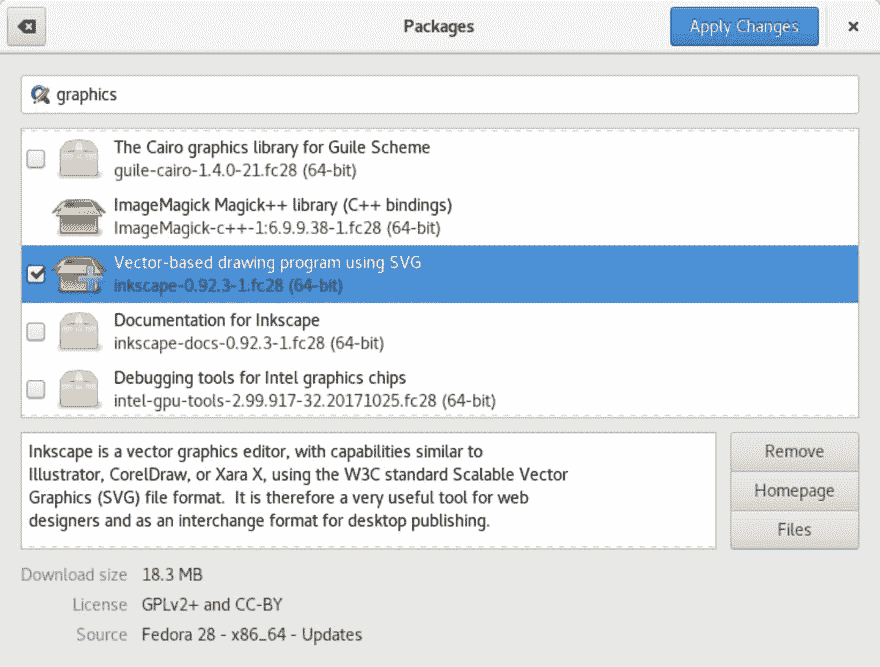 Packages
Apply Changes
graphics
The Cairo graphics library for Guile Scheme
guile-cairo-1.4.0-21.fc28 (64-bit)
ImageMagick Magick++ library (C++ bindings)
ImageMagick-c++-1:6.9.9.38-1.fc28 (64-bit)
Vector-based drawing program using SVG
inkscape-0.92.3-1.fc28 (64-bit)
Documentation for Inkscape
inkscape-docs-0.92.3-1.fc28 (64-bit)
Debugging tools for Intel graphics chips
intel-gpu-tools-2.99.917-32.20171025.fc28 (64-bit)
Inkscape is a vector graphics editor, with capabilities similar to
Illustrator, CorelDraw, or Xara X, using the W3C standard Scalable Vector
Graphics (SVG) file format.  It is therefore a very useful tool for web
designers and as an interchange format for desktop publishing.
Remove
Homepage
Files
Download size 18.3 MB
License GPLv2+ and CC-BY
Source Fedora 28 - x86_64 - Updates